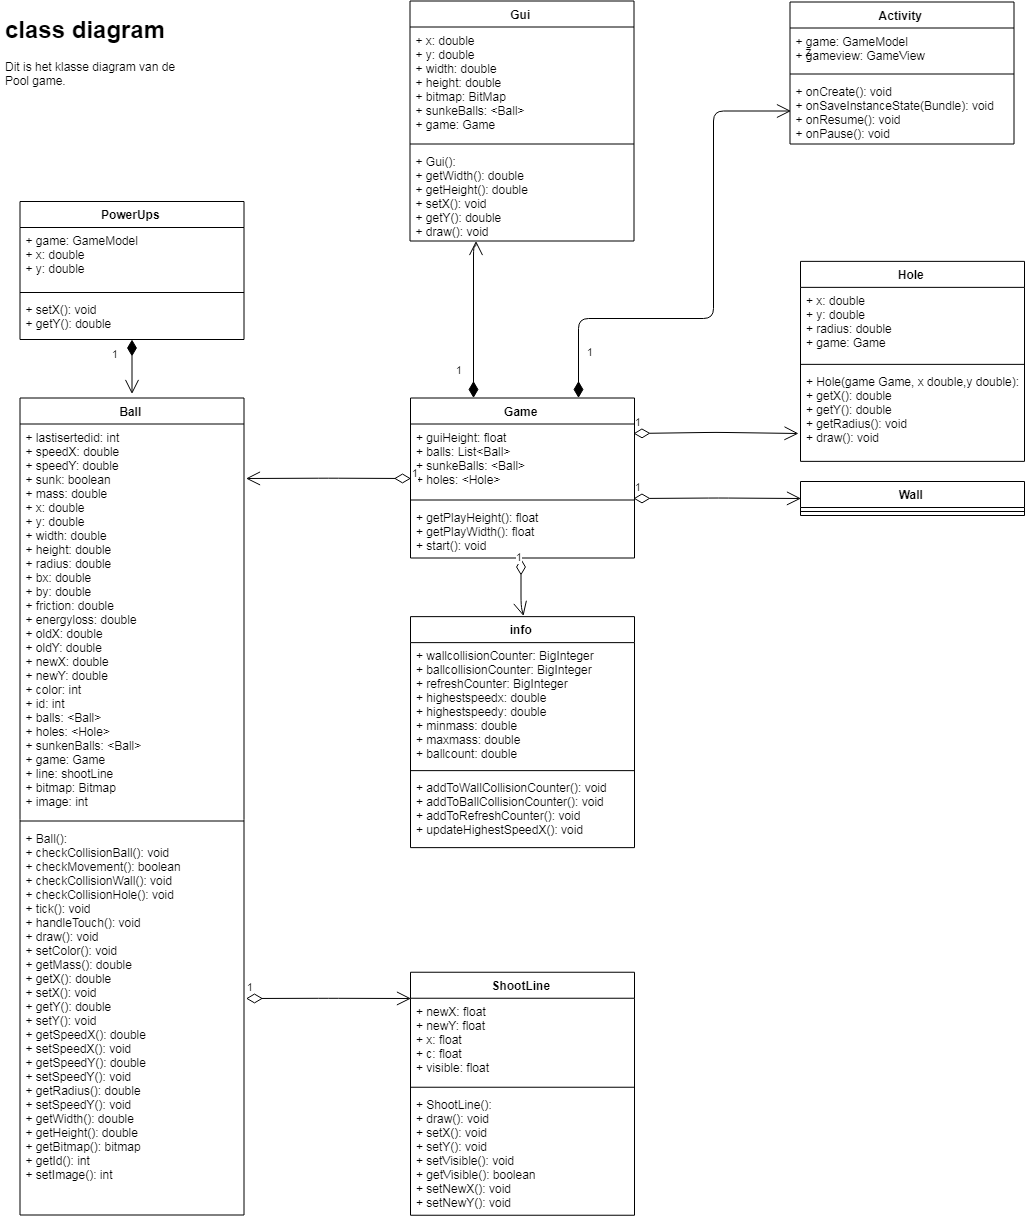 class diagram
Dit is het klasse diagram van de
Pool game.
Gui
+ x: double
+ y: double
+ width: double
+ height: double
+ bitmap: BitMap
+ sunkeBalls: <Ball>
+ game: Game
+ Gui():
+ getWidth(): double
+ getHeight(): double
+ setX(): void
+ getY(): double
+ draw(): void
Activity
+ game: GameModel
+ gameview: GameView
+ onCreate(): void
+ onSaveInstanceState(Bundle): void
+ onResume(): void
+ onPause(): void
PowerUps
+ game: GameModel
+ x: double
+ y: double
+ setX(): void
+ getY(): double
1
1
1
Hole
+ x: double
+ y: double
+ radius: double
+ game: Game
+ Hole(game Game, x double,y double):
+ getX(): double
+ getY(): double
+ getRadius(): void
+ draw(): void
Ball
+ lastisertedid: int
+ speedX: double
+ speedY: double
+ sunk: boolean
+ mass: double
+ x: double
+ y: double
+ width: double
+ height: double
+ radius: double
+ bx: double
+ by: double
+ friction: double
+ energyloss: double
+ oldX: double
+ oldY: double
+ newX: double
+ newY: double
+ color: int
+ id: int
+ balls: <Ball>
+ holes: <Hole>
+ sunkenBalls: <Ball>
+ game: Game
+ line: shootLine
+ bitmap: Bitmap
+ image: int
+ Ball():
+ checkCollisionBall(): void
+ checkMovement(): boolean
+ checkCollisionWall(): void
+ checkCollisionHole(): void
+ tick(): void
+ handleTouch(): void
+ draw(): void
+ setColor(): void
+ getMass(): double
+ getX(): double
+ setX(): void
+ getY(): double
+ setY(): void
+ getSpeedX(): double
+ setSpeedX(): void
+ getSpeedY(): double
+ setSpeedY(): void
+ getRadius(): double
+ setSpeedY(): void
+ getWidth(): double
+ getHeight(): double
+ getBitmap(): bitmap
+ getId(): int
+ setImage(): int
Game
+ guiHeight: float
+ balls: List<Ball>
+ sunkeBalls: <Ball>
+ holes: <Hole>
+ getPlayHeight(): float
+ getPlayWidth(): float
+ start(): void
1
1
1
1
Wall
info
+ wallcollisionCounter: BigInteger
+ ballcollisionCounter: BigInteger
+ refreshCounter: BigInteger
+ highestspeedx: double
+ highestspeedy: double
+ minmass: double
+ maxmass: double
+ ballcount: double
+ addToWallCollisionCounter(): void
+ addToBallCollisionCounter(): void
+ addToRefreshCounter(): void
+ updateHighestSpeedX(): void
1
ShootLine
+ newX: float
+ newY: float
+ x: float
+ c: float
+ visible: float
+ ShootLine():
+ draw(): void
+ setX(): void
+ setY(): void
+ setVisible(): void
+ getVisible(): boolean
+ setNewX(): void
+ setNewY(): void